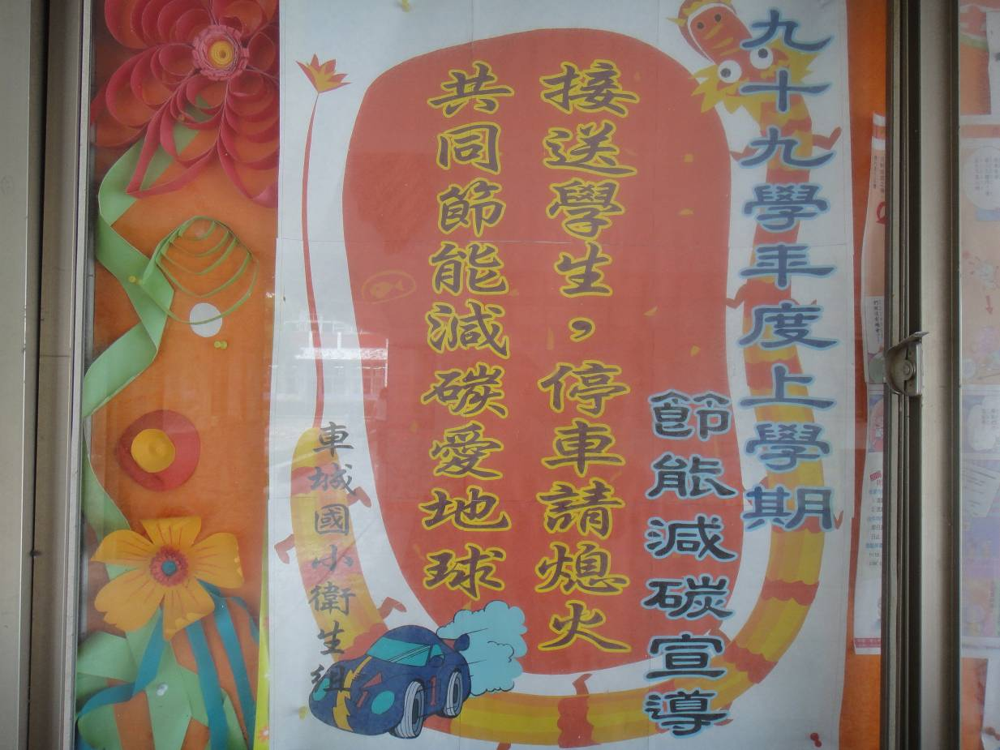 九十九學年度上學期
節能減碳宣導
接送學生，停車請熄火
共同節能減碳愛地球
車城國小衛生組